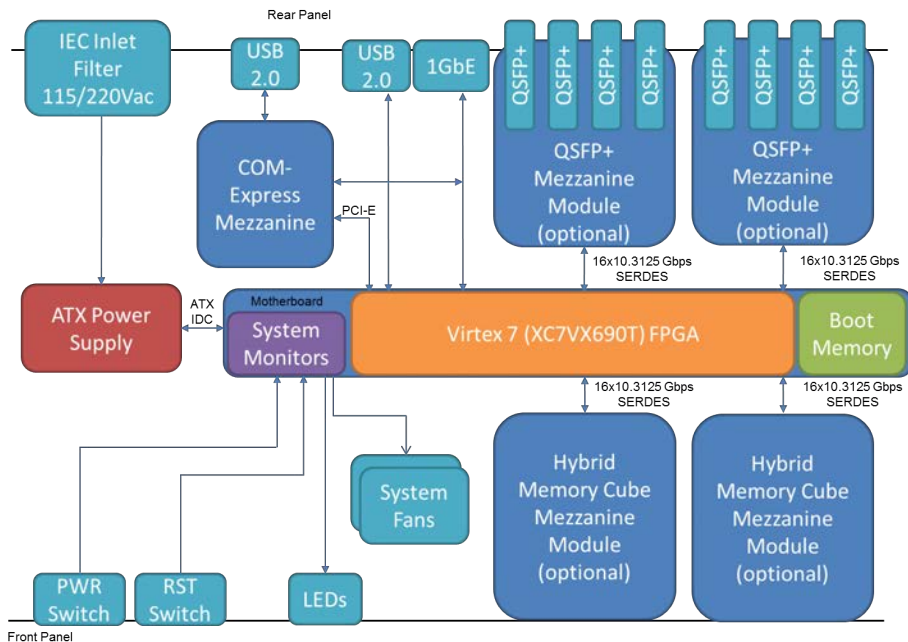 Rear Panel
IEC Inlet
Filter
115/220Vac
USB
2.0
USB
2.0
1GbE
QSFP+
QSFP+
QSFP+
QSFP+
QSFP+
Mezzanine
Module
(optional)
QSFP+
QSFP+
QSFP+
QSFP+
QSFP+
Mezzanine
Module
(optional)
COM-
Express
Mezzanine
PCI-E
16x10.3125 Gbps
SERDES
16x10.3125 Gbps
SERDES
ATX Power
Supply
ATX
IDC
Motherboard
System
Monitors
Virtex 7 (XC7VX690T) FPGA
Boot
Memory
16x10.3125 Gbps
SERDES
16x10.3125 Gbps
SERDES
System
Fans
Hybrid
Memory Cube
Mezzanine
Module
(optional)
Hybrid
Memory Cube
Mezzanine
Module
(optional)
PWR
Switch
RST
Switch
LEDs
Front Panel